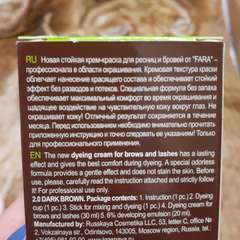 RU Новая стойкая крем-краска для ресниц и бровей от "FARA" –
профессионала в области окрашивания. Кремовая текстура краски
облегчает нанесение красящего состава и обеспечивает стойкий
эффект без разводов и потеков. Специальная формула без запаха
обеспечивает максимальный комфорт во время окрашивания и
щадящее воздействие на чувствительную кожу вокруг глаз. Не
окрашивает кожу! Отличный результат сохраняется в течение
месяца. Перед использованием необходимо внимательно прочитать
приложенную инструкцию и точно следовать ее указаниям. Только
для профессионального применения.
EN The new dyeing cream for brows and lashes has a lasting
effect and gives the best comfort during dyeing. A special odorless
formula provides a gentle effect and does not stain the skin. Before
use, please carefully read the instruction attached and strictly follow
it! For professional use only.
2.0 DARK BROWN. Package contains: 1. Instruction (1 pc.) 2. Dyeing
cup (1 pc.) 3. Stick for mixing and dyeing (1 pc.) 4. Dyeing cream for
brows and lashes (30 ml) 5. 6% developing emulsion (20 ml).
Manufactured by: Russkaya Cosmetika LLC, 53, letter C, office N
2, Vokzalnaya str., Odintsovo, 143005, Moscow region, Russia,